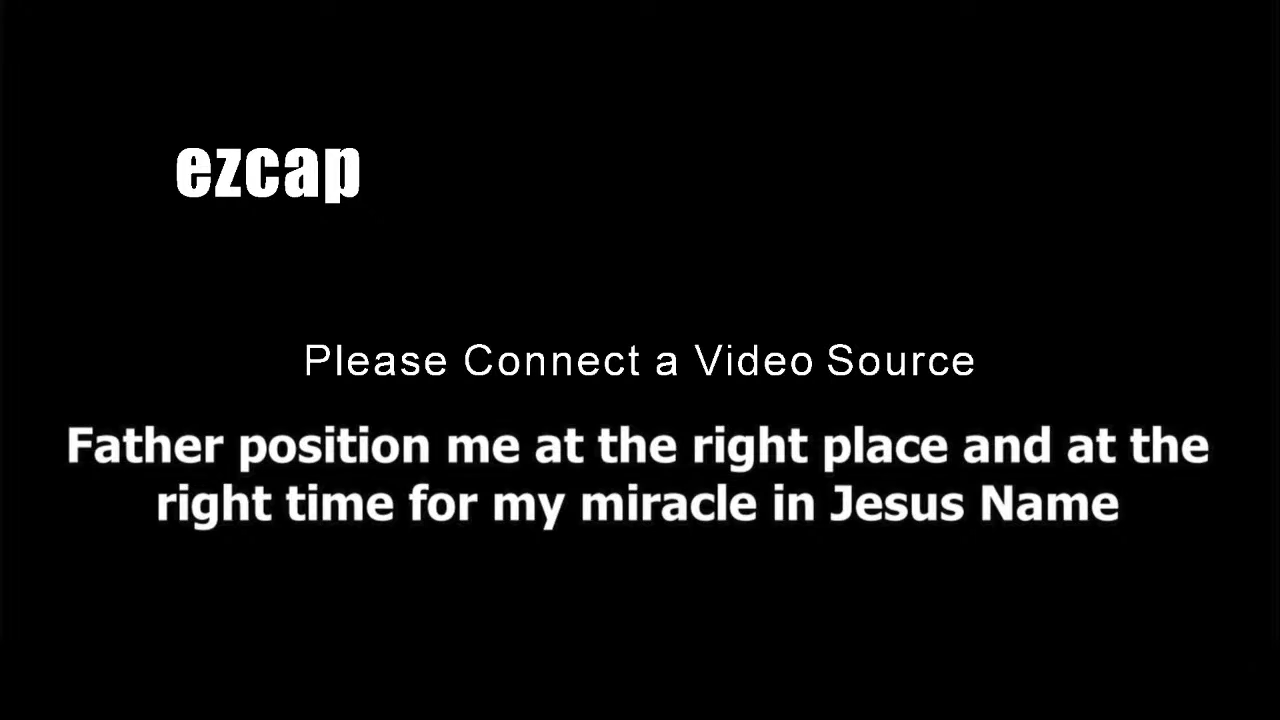 ezcap
Please Connect a Video Source
Father position me at the right place and at the
right time for my miracle in Jesus Name